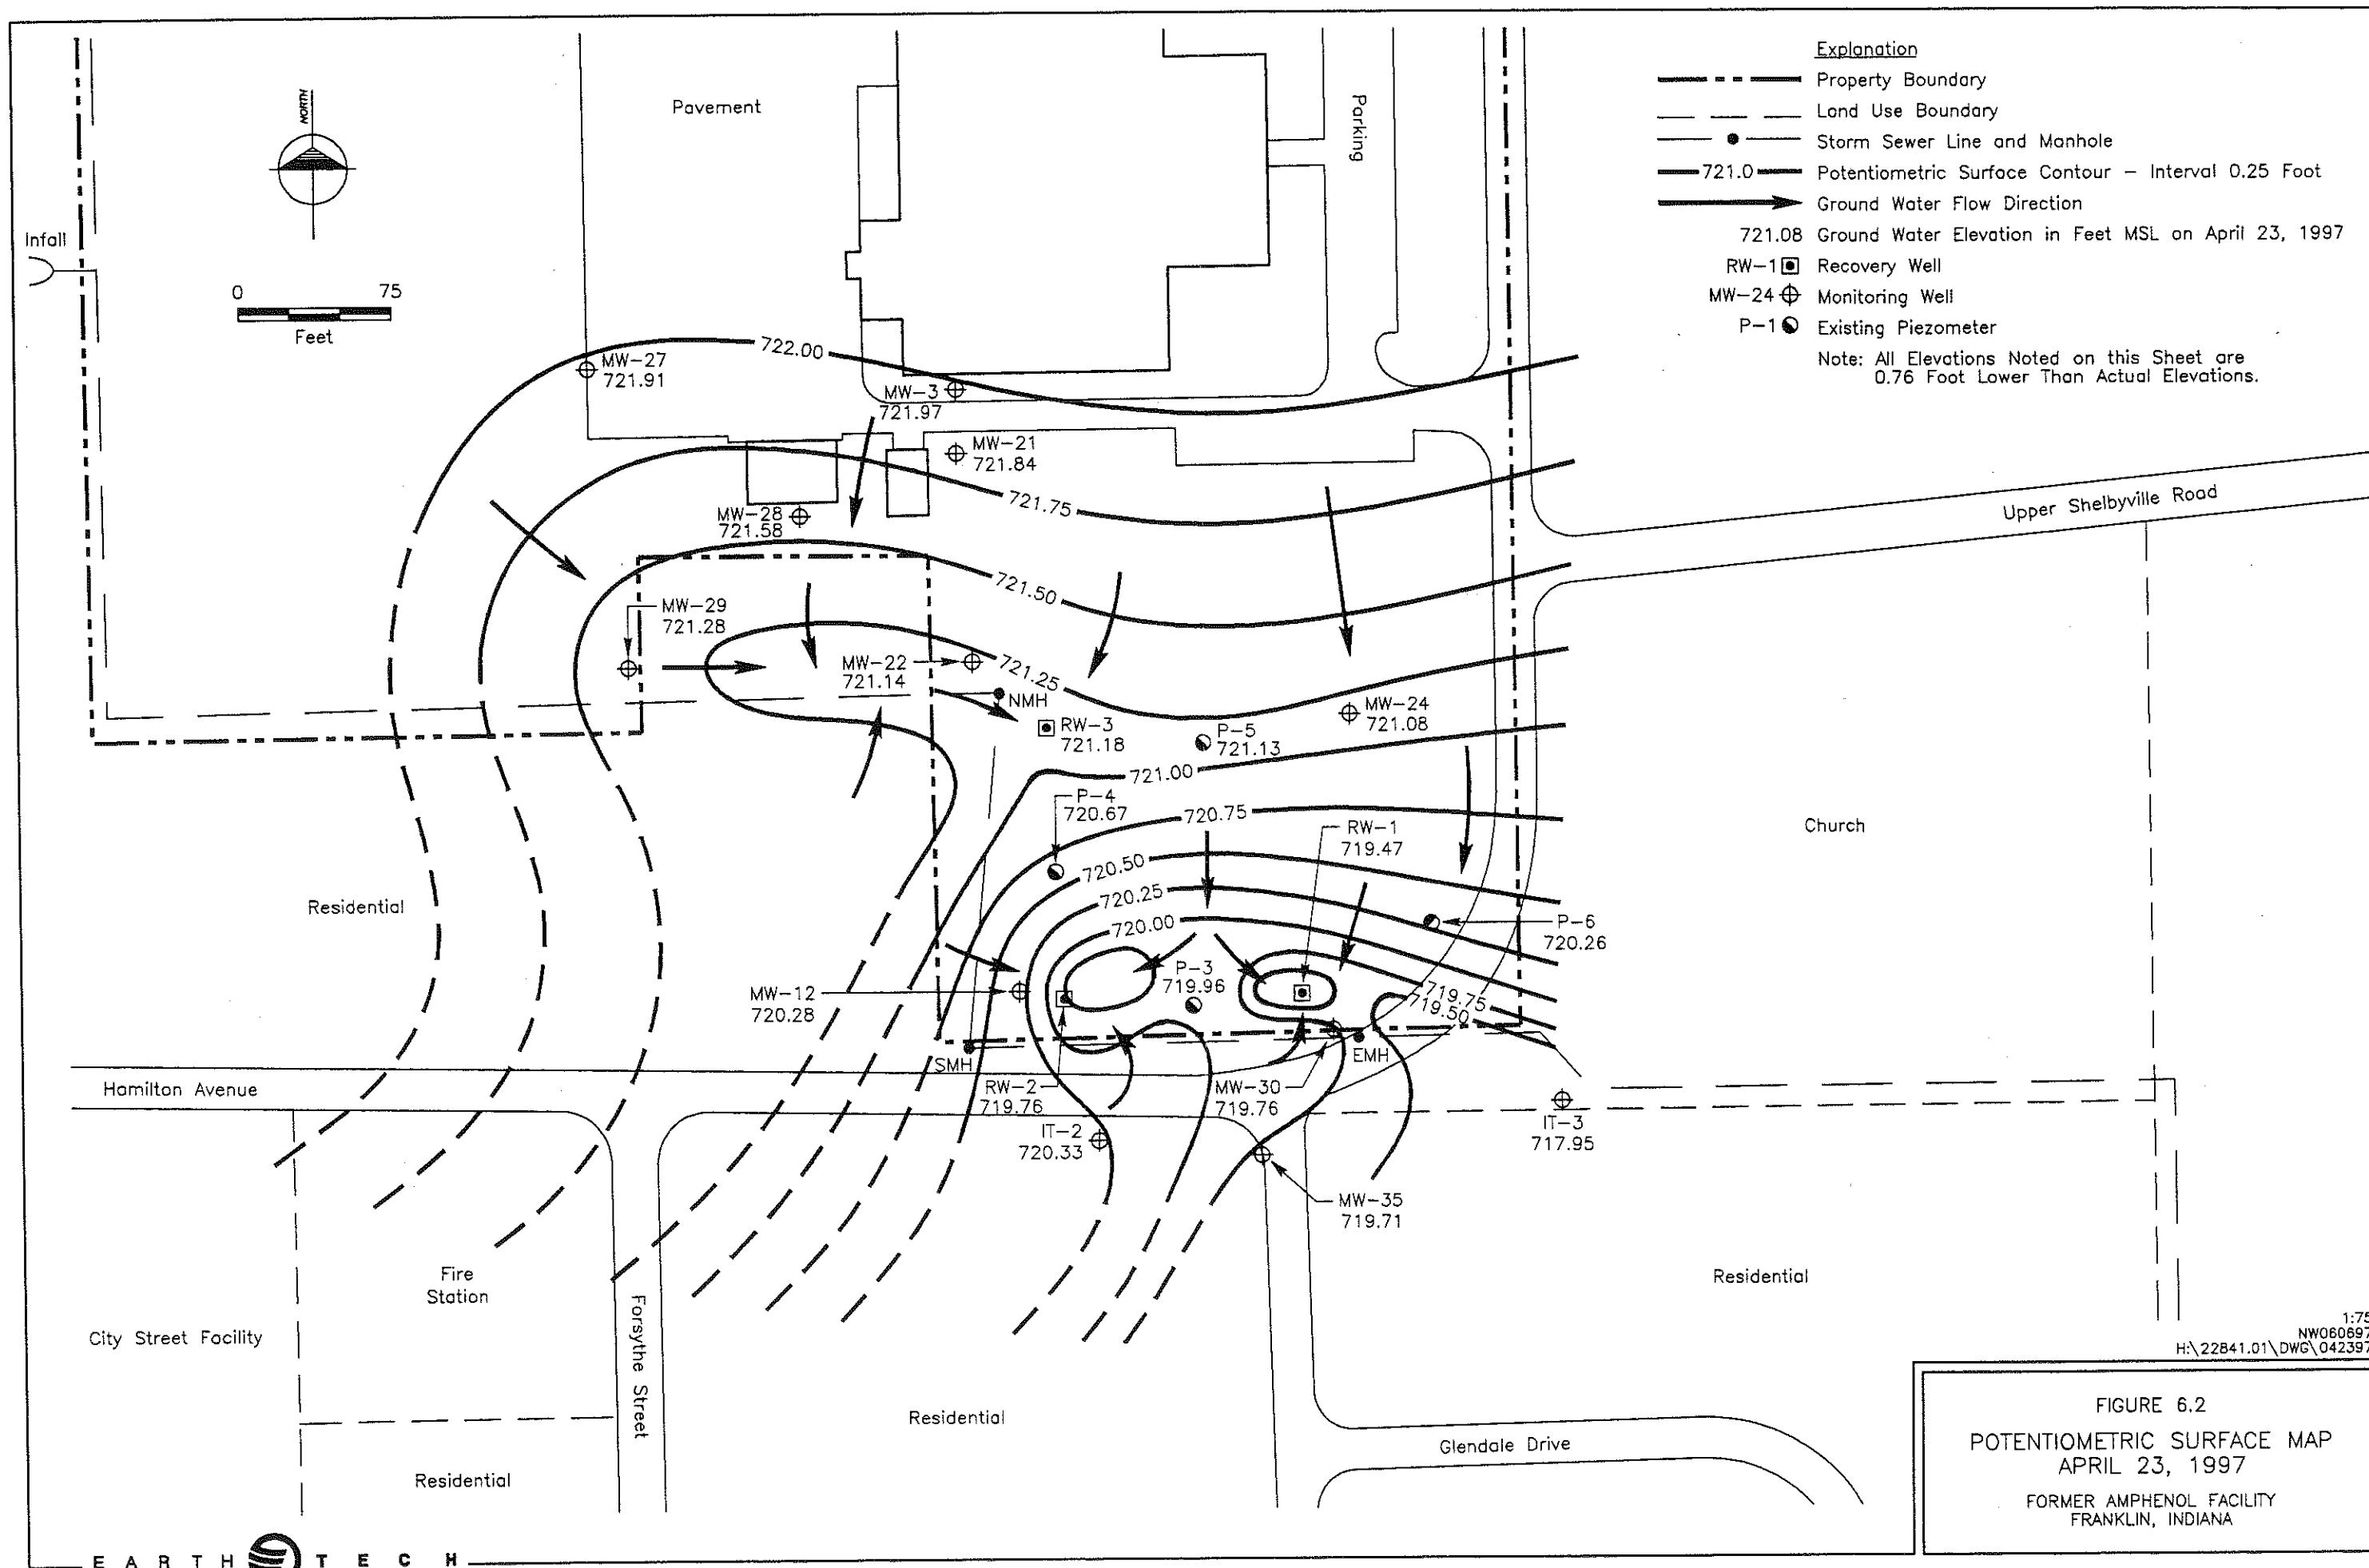 Explanation
Property Boundary
Land Use Boundary
Storm Sewer Line and Manhole
721.0 Potentiometric Surface Contour – Interval 0.25 Foot
Ground Water Flow Direction
721.08 Ground Water Elevation in Feet MSL on April 23, 1997
RW-1 Recovery Well
MW-24 Monitoring Well
P-1 Existing Piezometer
Note: All Elevations Noted on this Sheet are
0.76 Foot Lower Than Actual Elevations.
NORTH
Infall
0 75
Feet
Pavement
Parking
722.00
MW-27
721.91
MW-3
721.97
MW-21
721.84
721.75
MW-28
721.58
721.50
Upper Shelbyville Road
MW-29
721.28
MW-22
721.14
721.25
NMH
RW-3
721.18
P-5
721.13
MW-24
721.08
721.00
P-4
720.67
720.75
RW-1
719.47
Church
720.50
720.25
720.00
Residential
P-6
720.26
P-3
719.96
MW-12
720.28
719.75
719.50
SMH
EMH
Hamilton Avenue
RW-2
719.76
MW-30
719.76
IT-2
720.33
IT-3
717.95
MW-35
719.71
Fire
Station
Residential
City Street Facility
Forsythe Street
Residential
Glendale Drive
Residential
1:75
NW060697
H:\22841.01\DWG\042397
FIGURE 6.2
POTENTIOMETRIC SURFACE MAP
APRIL 23, 1997
FORMER AMPHENOL FACILITY
FRANKLIN, INDIANA
EARTH TECH